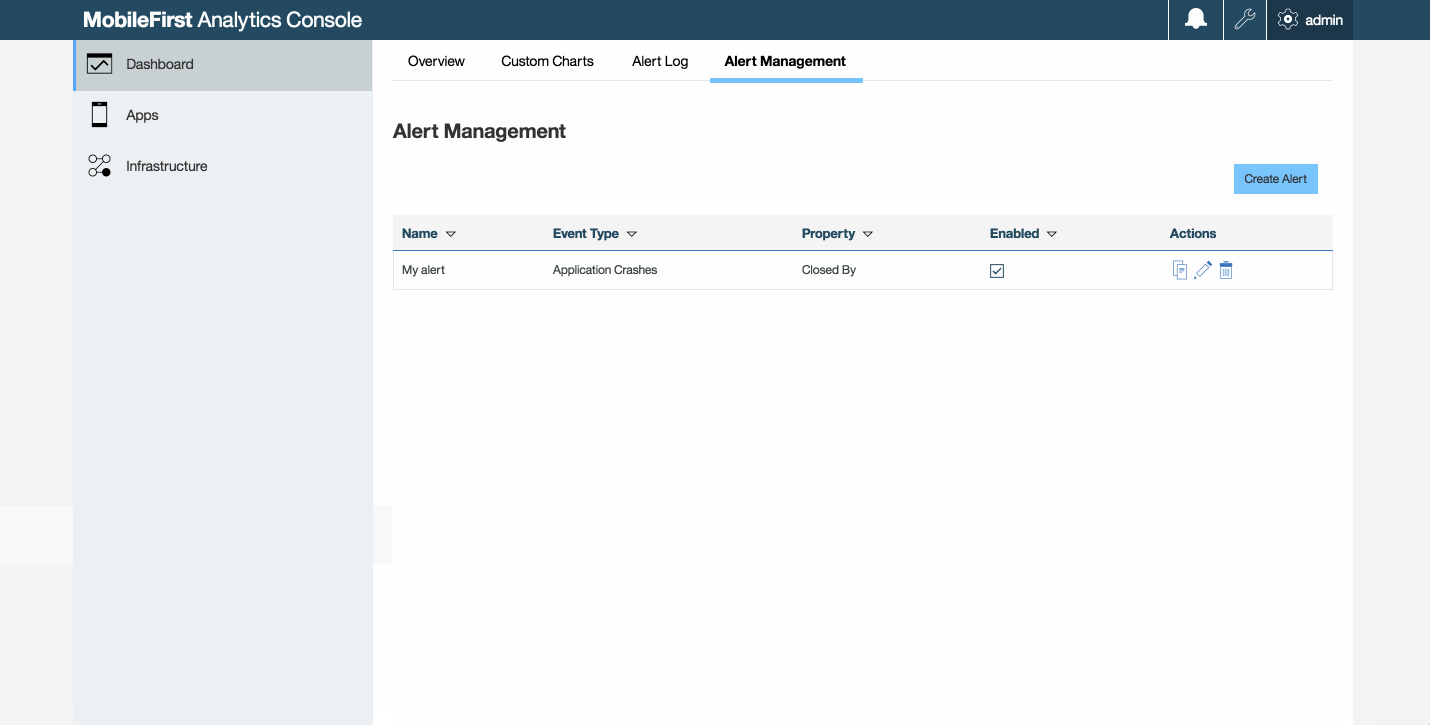 MobileFirst Analytics Console
admin
Dashboard
Apps
Infrastructure
Overview Custom Charts Alert Log Alert Management
Alert Management
Create Alert
Name Event Type Property Enabled Actions
My alert Application Crashes Closed By